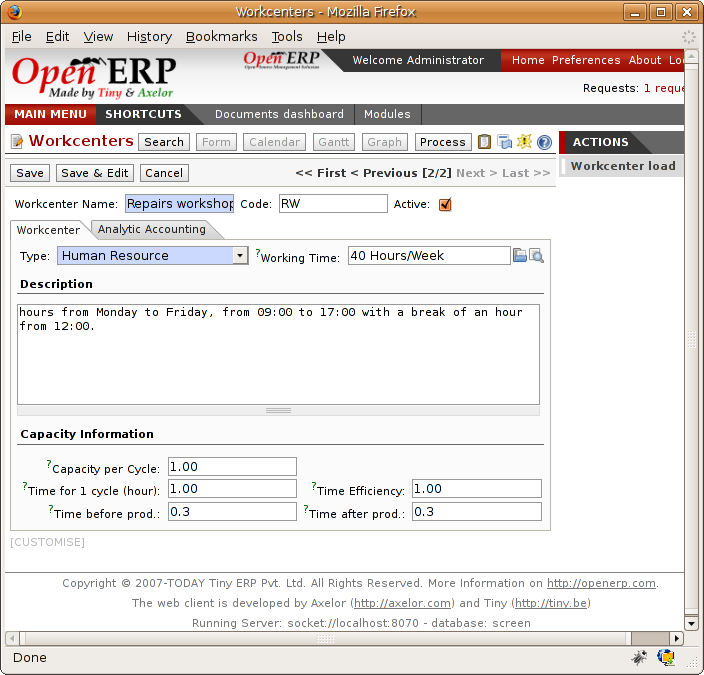 Workcenters - Mozilla Firefox
File Edit View History Bookmarks Tools Help
Open ERP
Made by Tiny & Axelor
Open ERP
Open Source Management Solution
Welcome Administrator
Home Preferences About Lo
Requests: 1 reque
MAIN MENU SHORTCUTS Documents dashboard Modules
Workcenters Search Form Calendar Gantt Graph Process
ACTIONS
Workcenter load
Save Save & Edit Cancel << First < Previous [2/2] Next > Last >>
Workcenter Name: Repairs workshop Code: RW Active:
Workcenter Analytic Accounting
Type: Human Resource ?Working Time: 40 Hours/Week
Description
hours from Monday to Friday, from 09:00 to 17:00 with a break of an hour
from 12:00.
Capacity Information
?Capacity per Cycle: 1.00
?Time for 1 cycle (hour): 1.00 ?Time Efficiency: 1.00
?Time before prod.: 0.3 ?Time after prod.: 0.3
[CUSTOMISE]
Copyright © 2007-TODAY Tiny ERP Pvt. Ltd. All Rights Reserved. More Information on http://openerp.com.
The web client is developed by Axelor (http://axelor.com) and Tiny (http://tiny.be)
Running Server: socket://localhost:8070 - database: screen
Done